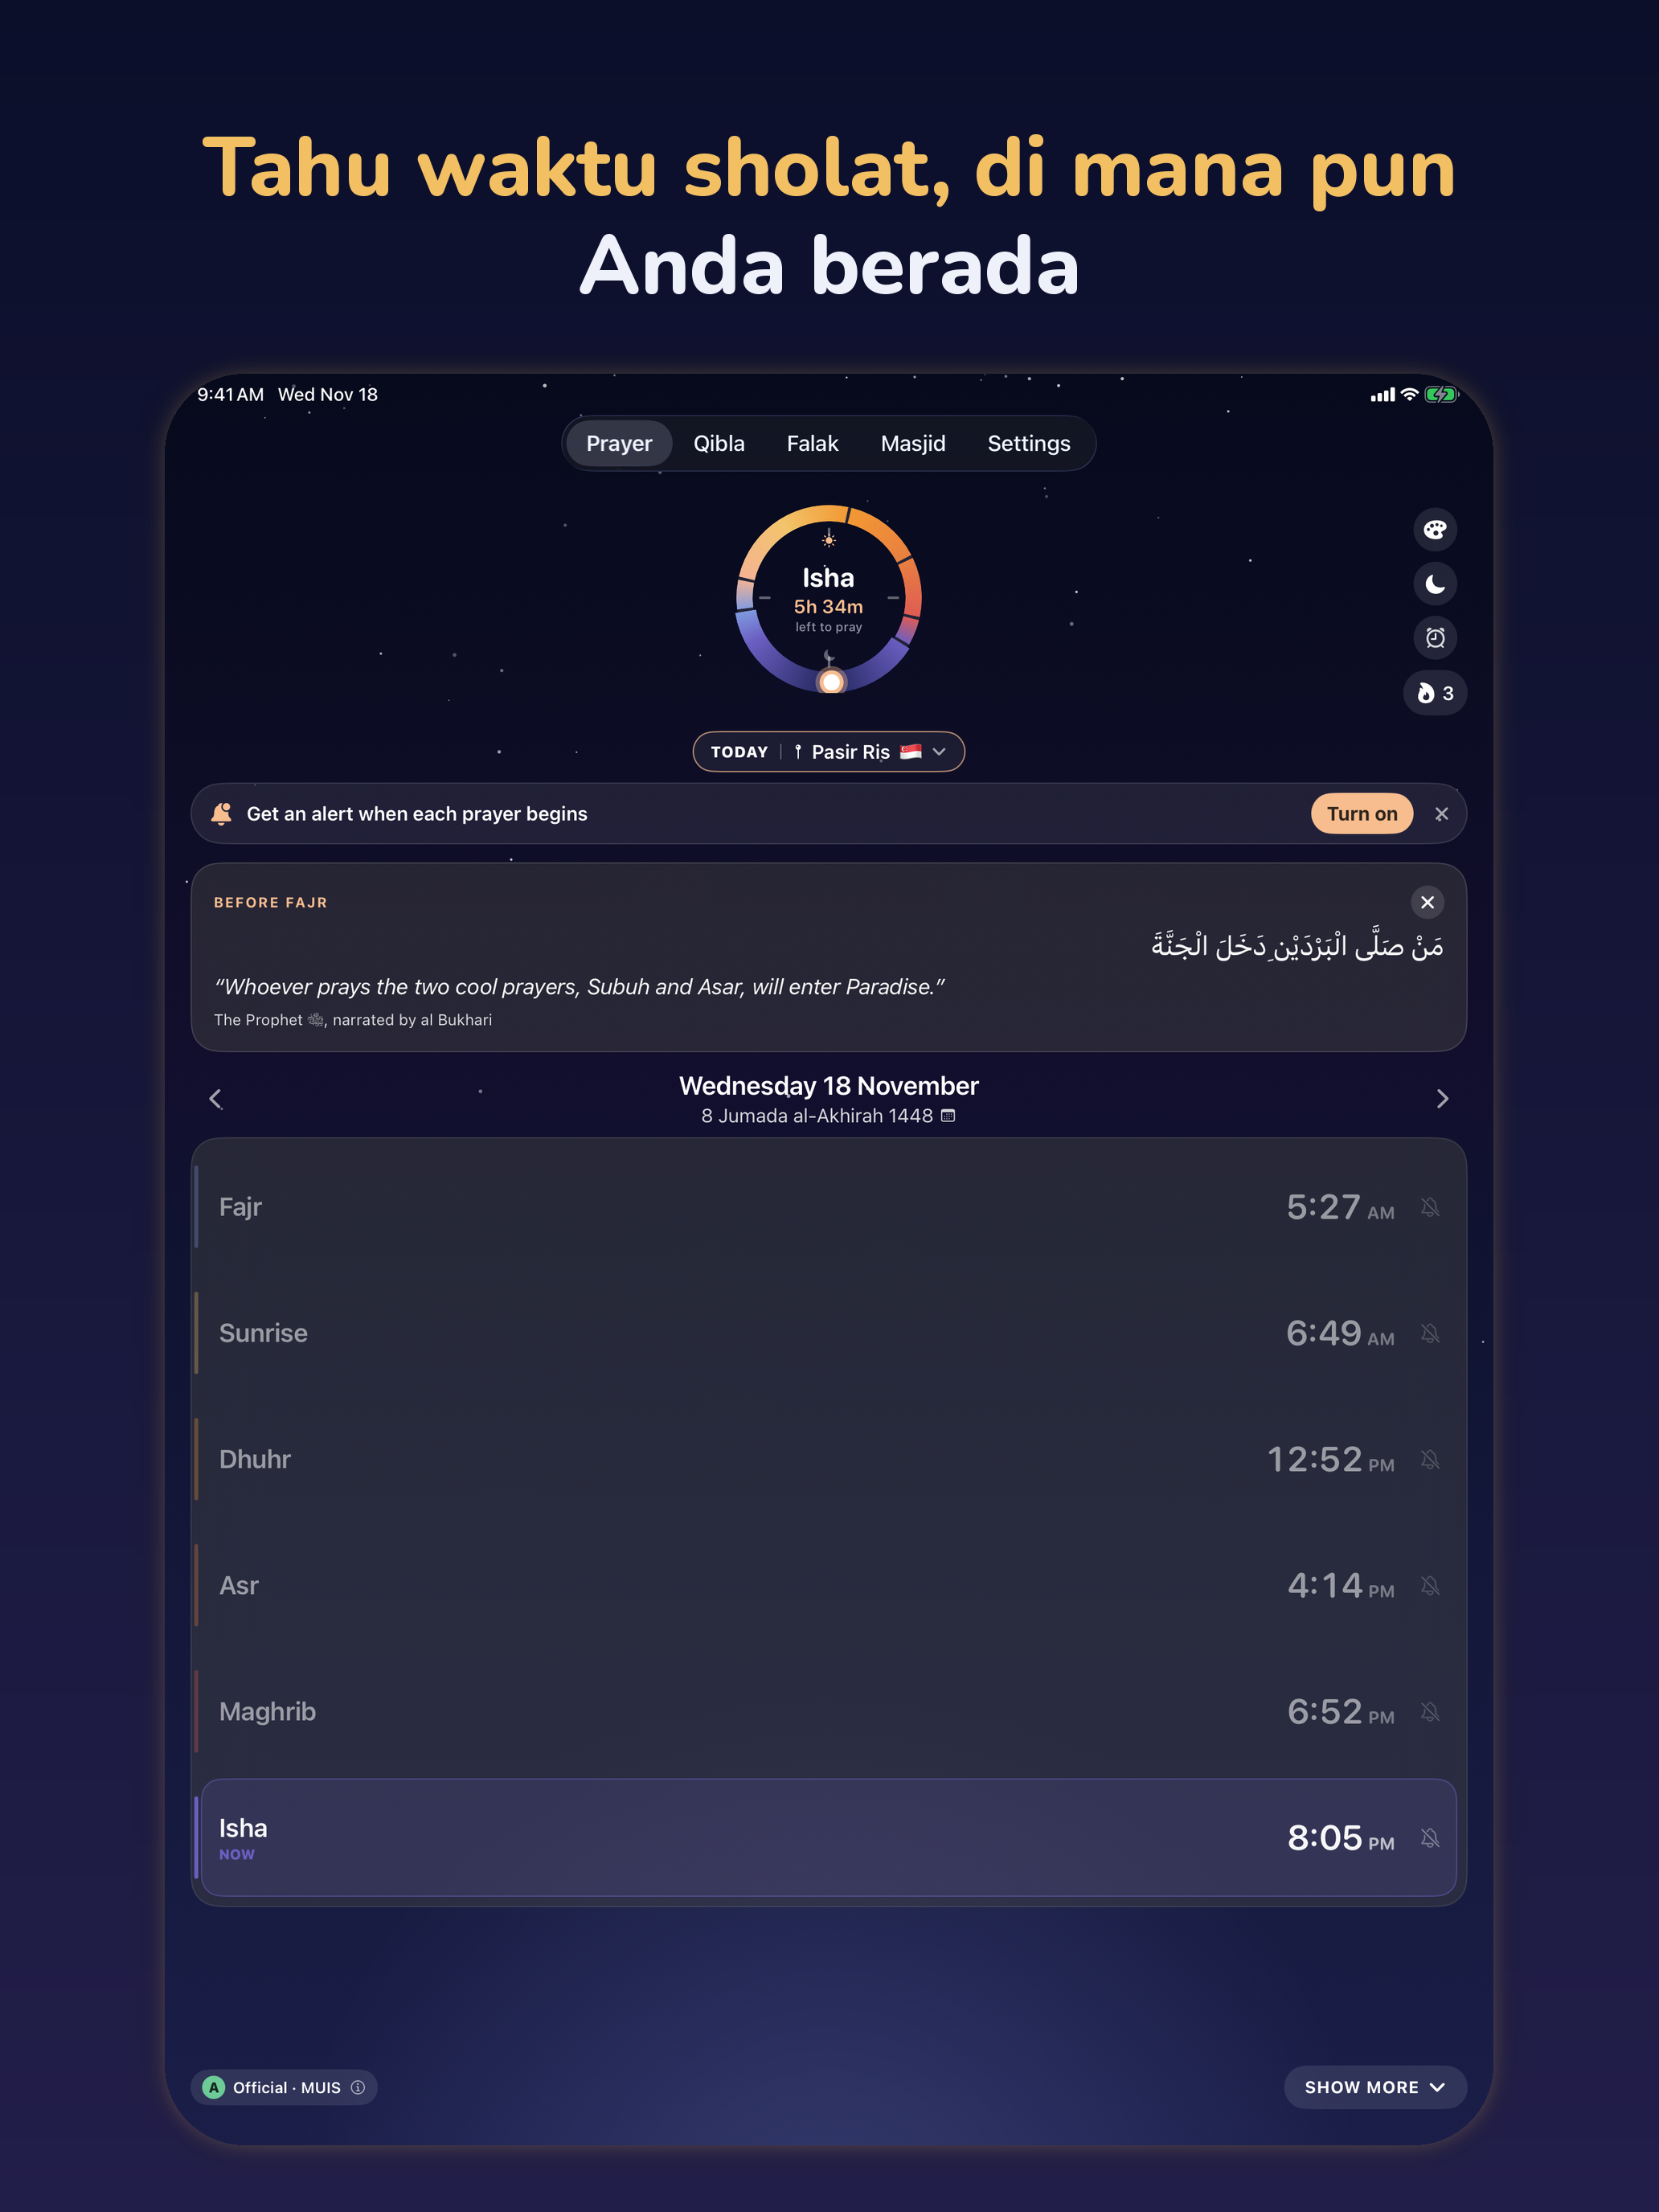 Tahu waktu sholat, di mana pun
Anda berada
9:41 AM Wed Nov 18
Prayer Qibla Falak Masjid Settings
Isha
5h 34m
left to pray
3
TODAY Pasir Ris
Get an alert when each prayer begins Turn on
BEFORE FAJR
مَنْ صَلَّى الْبَرْدَيْنِ دَخَلَ الْجَنَّةَ
“Whoever prays the two cool prayers, Subuh and Asar, will enter Paradise.”
The Prophet ﷺ, narrated by al Bukhari
Wednesday 18 November
8 Jumada al-Akhirah 1448
Fajr 5:27 AM
Sunrise 6:49 AM
Dhuhr 12:52 PM
Asr 4:14 PM
Maghrib 6:52 PM
Isha 8:05 PM
NOW
A Official · MUIS
SHOW MORE